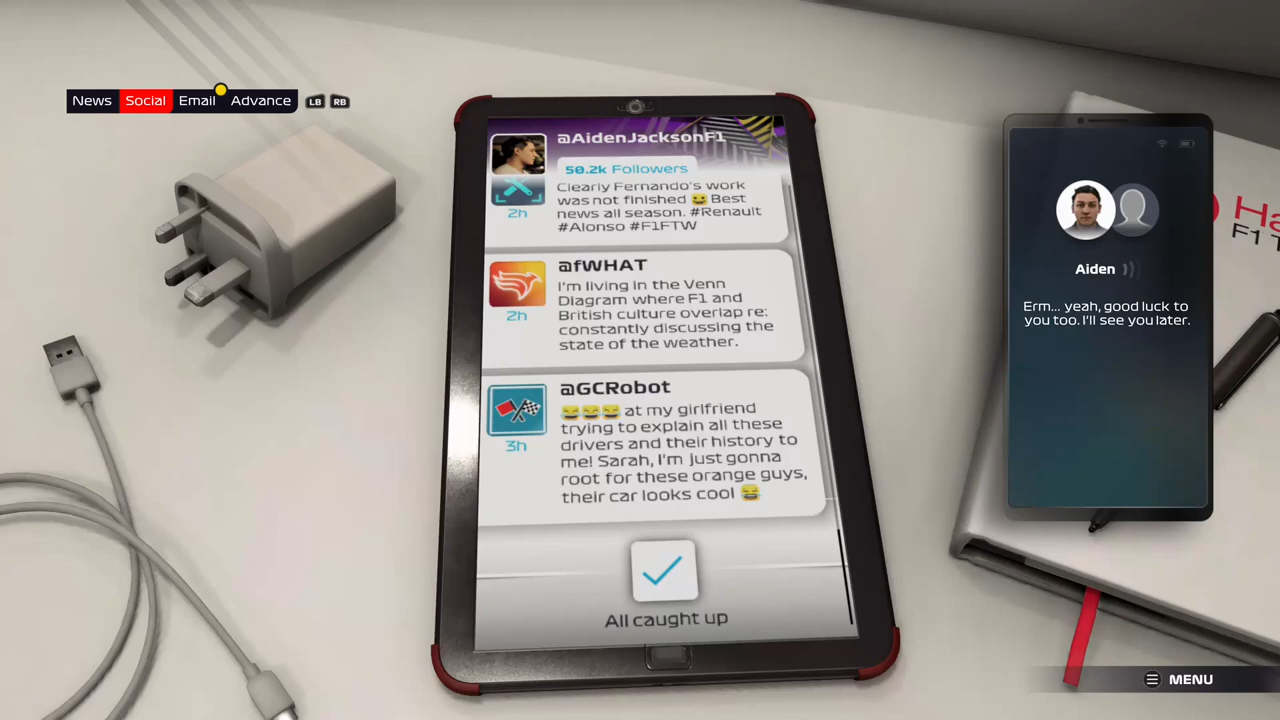 News Social Email Advance LB RB
@AidenJacksonF1
50.2k Followers
Clearly Fernando's work
was not finished 😃 Best
news all season. #Renault
#Alonso #F1FTW
2h
@fWHAT
I'm living in the Venn
Diagram where F1 and
British culture overlap re:
constantly discussing the
state of the weather.
2h
@GCRobot
😂😂😂 at my girlfriend
trying to explain all these
drivers and their history to
me! Sarah, I'm just gonna
root for these orange guys,
their car looks cool 😂
3h
All caught up
Aiden
Erm... yeah, good luck to
you too. I'll see you later.
Ha
F1 T
MENU